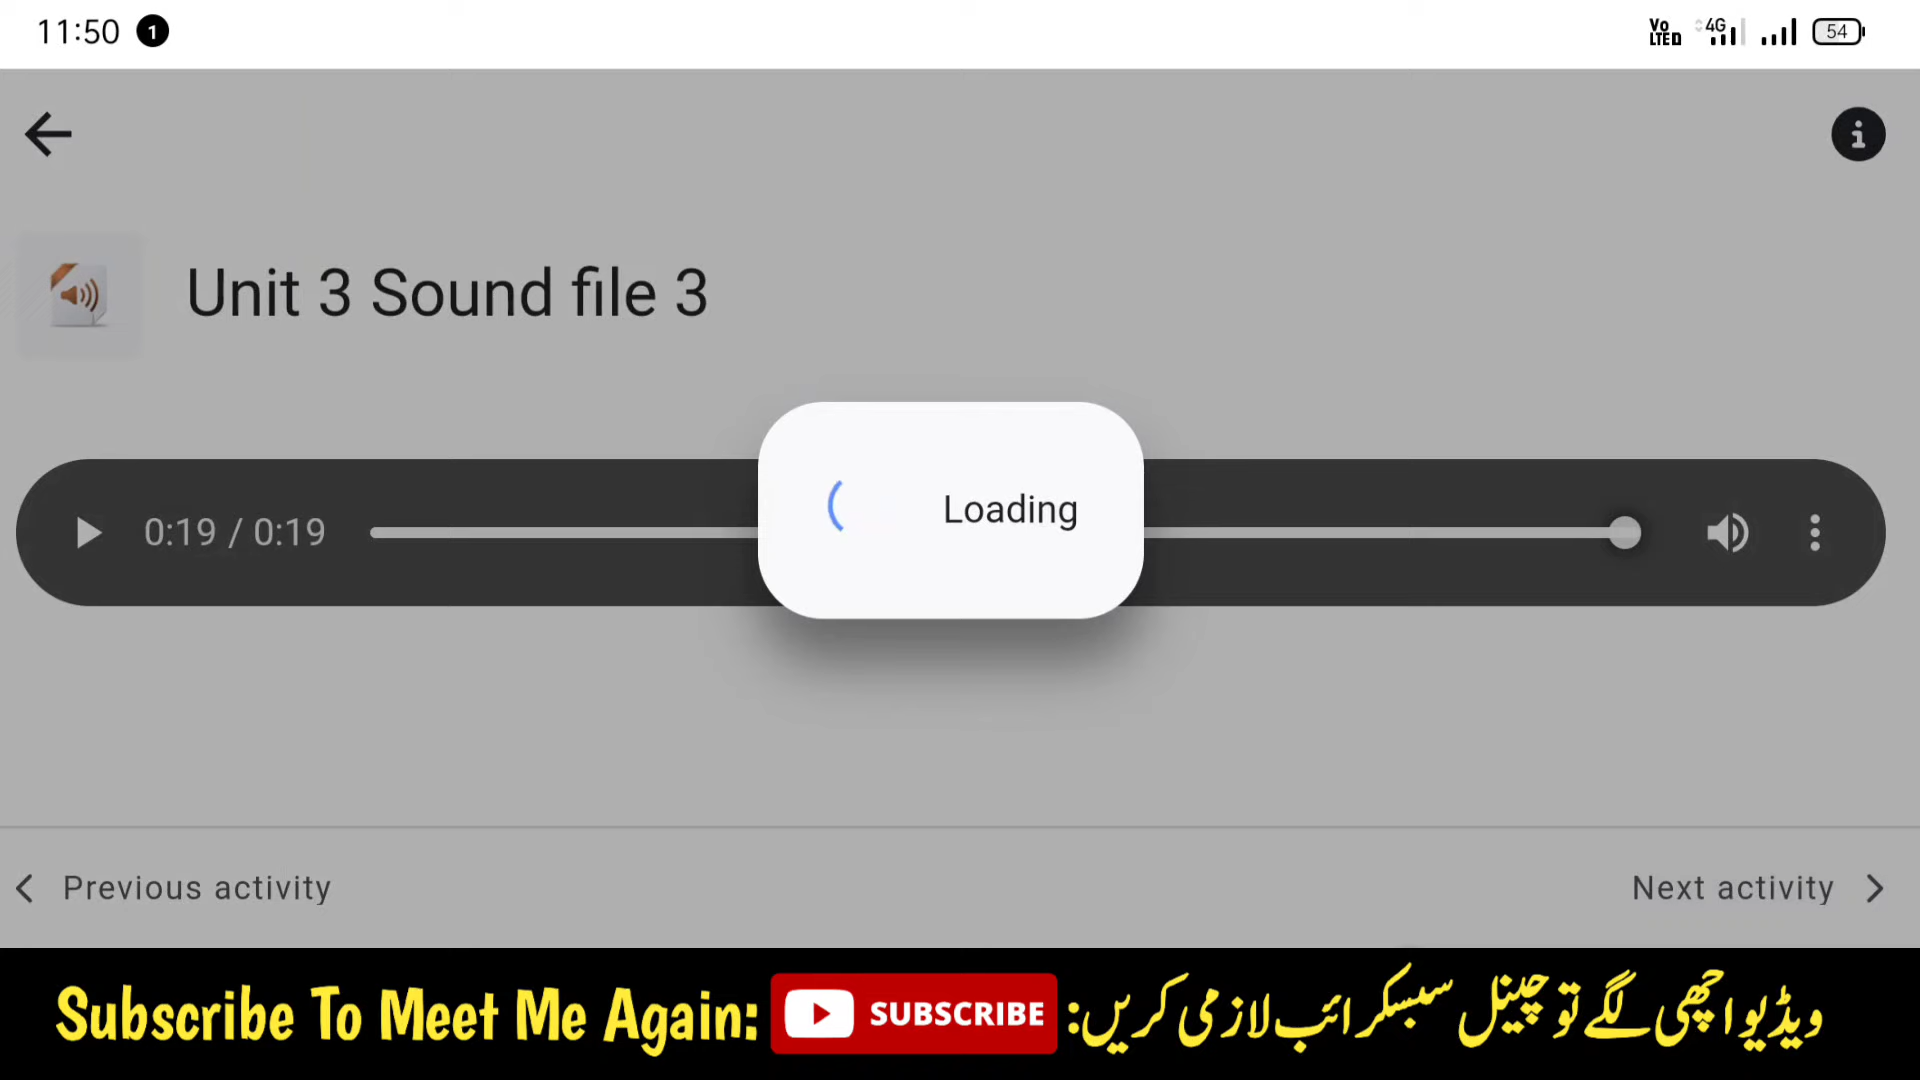 11:50 1 Vo LTED 4G 54
Unit 3 Sound file 3
Loading
0:19 / 0:19
Previous activity Next activity
Subscribe To Meet Me Again: SUBSCRIBE ویڈیو اچھی لگے تو چینل سبسکرائب لازمی کریں: